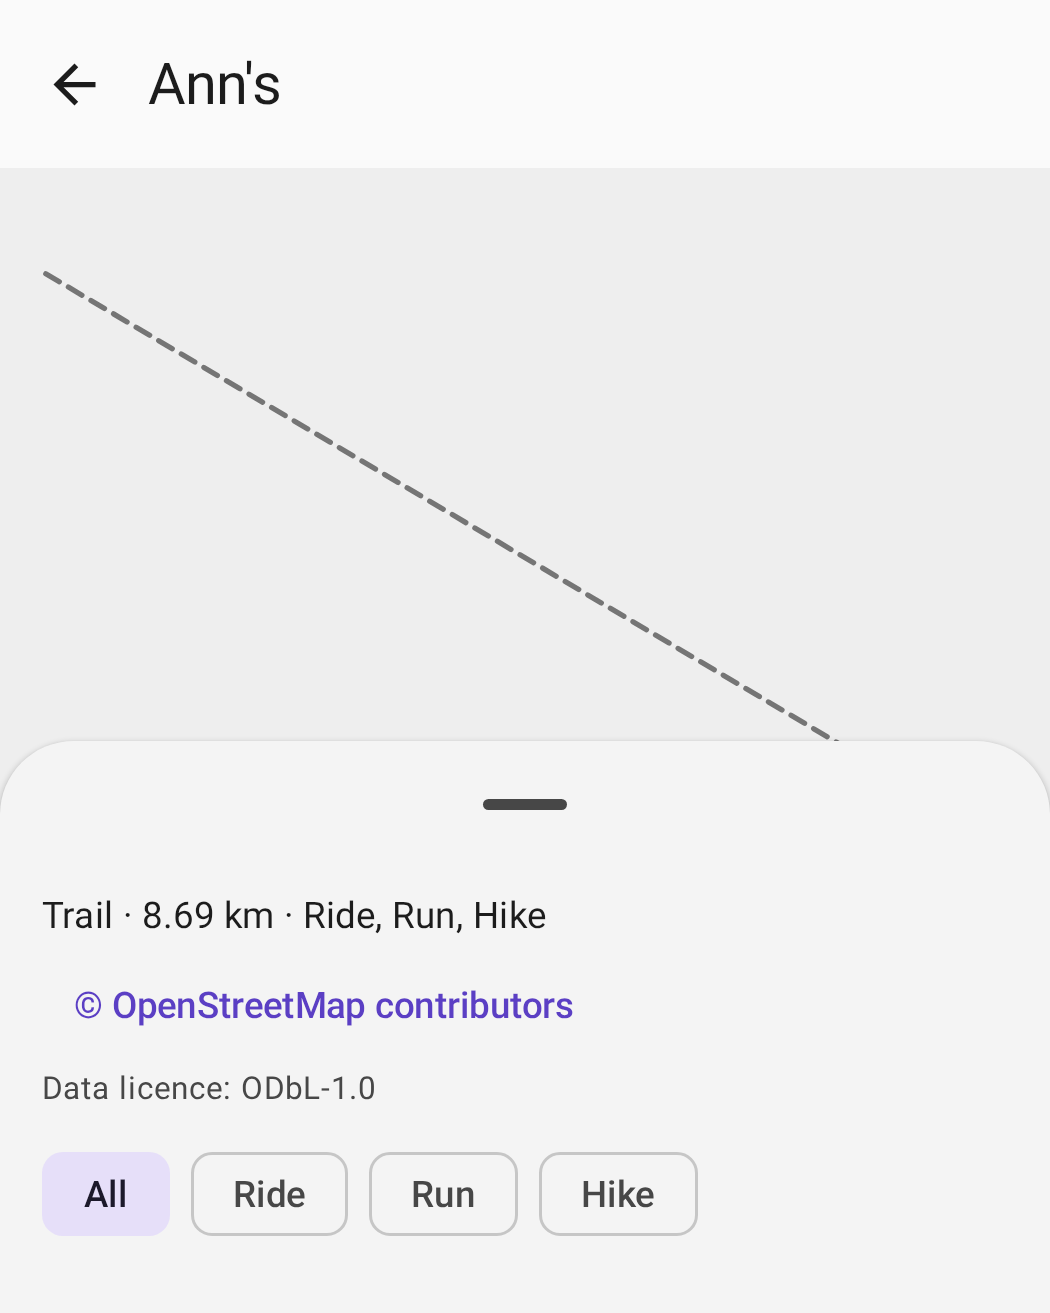 Ann's
Trail · 8.69 km · Ride, Run, Hike
© OpenStreetMap contributors
Data licence: ODbL-1.0
All Ride Run Hike